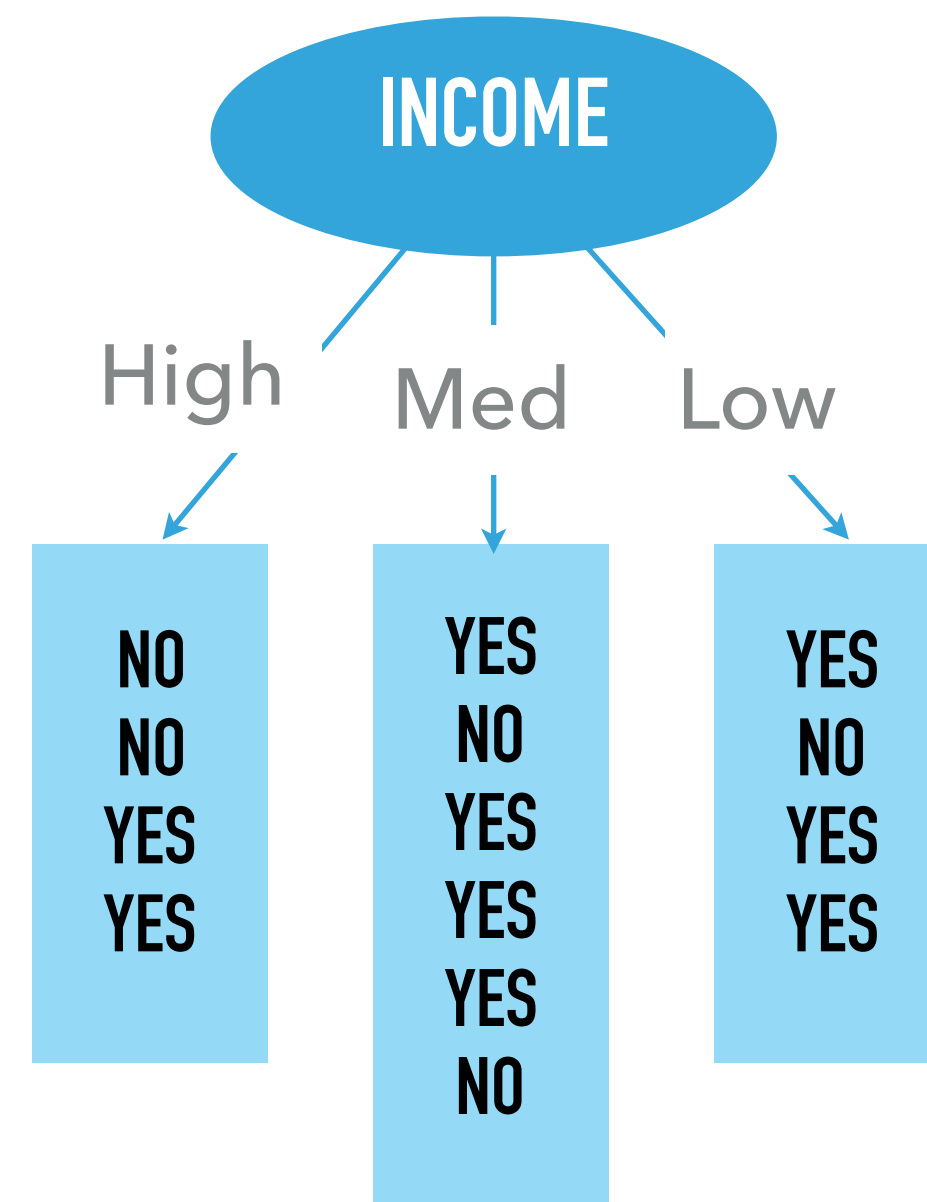 INCOME
High
Med
Low
NO
NO
YES
YES
YES
NO
YES
YES
YES
NO
YES
NO
YES
YES